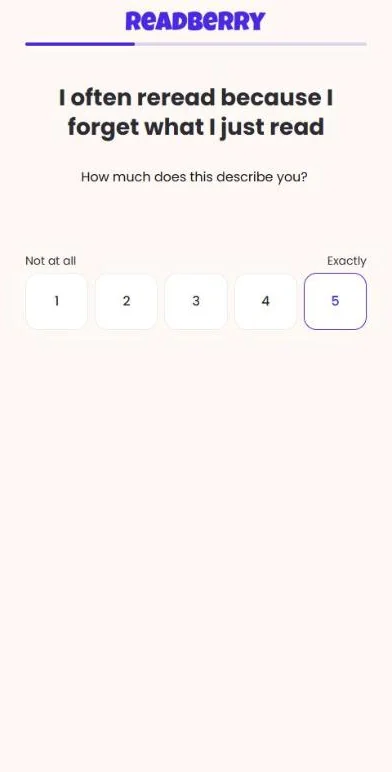 ReaDBeRRY
I often reread because I
forget what I just read
How much does this describe you?
Not at all Exactly
1 2 3 4 5